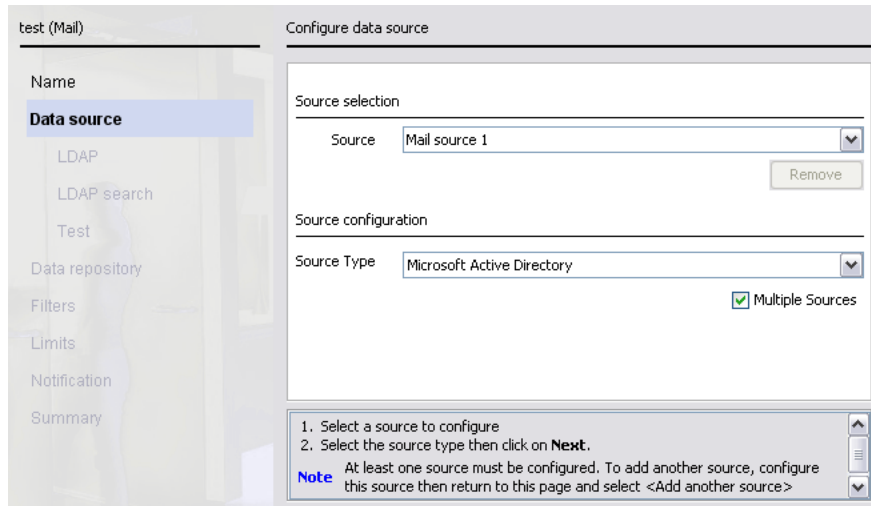 test (Mail)
Name
Data source
LDAP
LDAP search
Test
Data repository
Filters
Limits
Notification
Summary
Configure data source
Source selection
Source Mail source 1
Remove
Source configuration
Source Type Microsoft Active Directory
Multiple Sources
1. Select a source to configure
2. Select the source type then click on Next.
Note At least one source must be configured. To add another source, configure
this source then return to this page and select <Add another source>